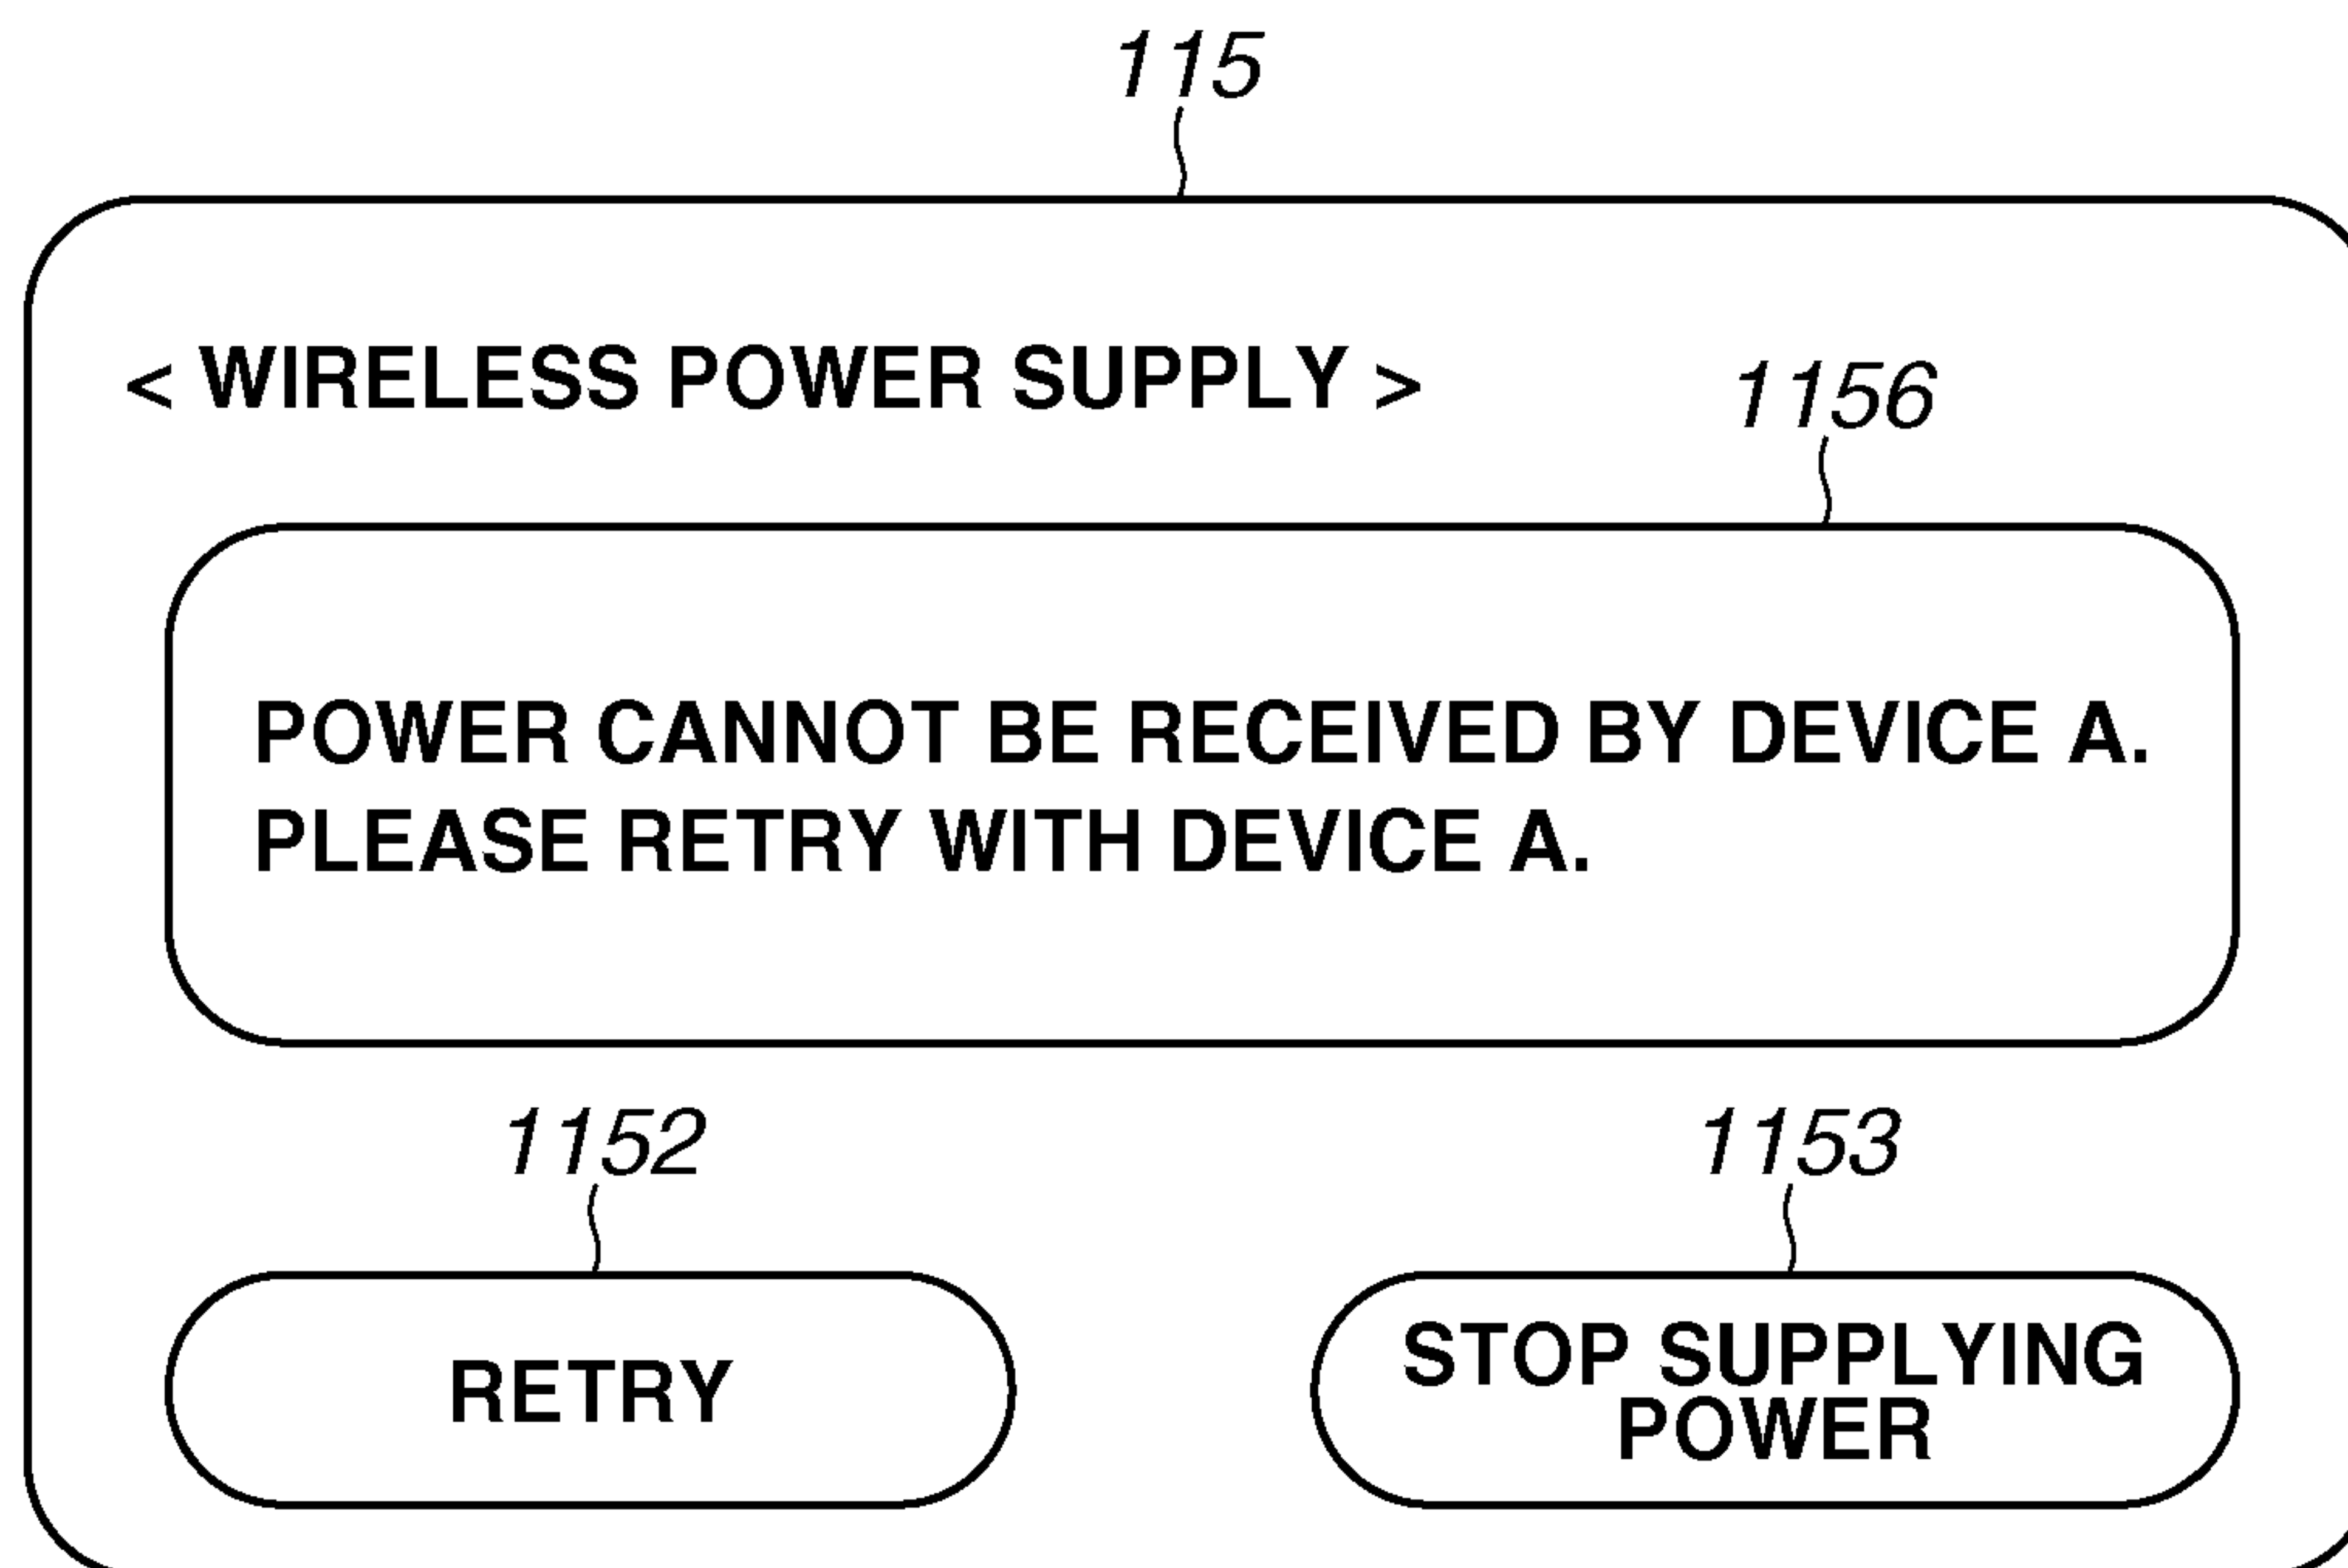 115
< WIRELESS POWER SUPPLY >
1156
POWER CANNOT BE RECEIVED BY DEVICE A.
PLEASE RETRY WITH DEVICE A.
1152
1153
RETRY
STOP SUPPLYING
POWER